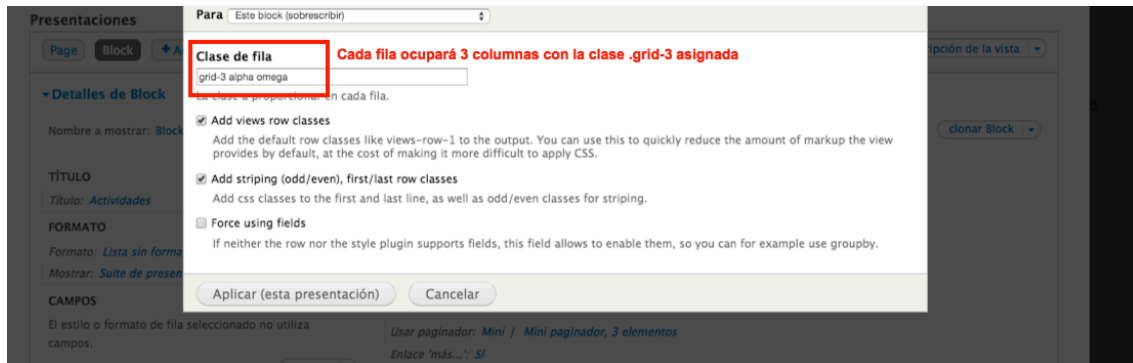 Presentaciones
Para Este block (sobrescribir)
Page Block + A
ripción de la vista
Clase de fila
Cada fila ocupará 3 columnas con la clase .grid-3 asignada
grid-3 alpha omega
La clase a proporcionar en cada fila.
Detalles de Block
Nombre a mostrar: Block
clonar Block
Add views row classes
Add the default row classes like views-row-1 to the output. You can use this to quickly reduce the amount of markup the view
provides by default, at the cost of making it more difficult to apply CSS.
TÍTULO
Título: Actividades
Add striping (odd/even), first/last row classes
Add css classes to the first and last line, as well as odd/even classes for striping.
FORMATO
Formato: Lista sin forma
Mostrar: Suite de presen
Force using fields
If neither the row nor the style plugin supports fields, this field allows to enable them, so you can for example use groupby.
CAMPOS
El estilo o formato de fila seleccionado no utiliza
campos.
Aplicar (esta presentación)
Cancelar
Usar paginador: Mini | Mini paginador, 3 elementos
Enlace 'más...': Sí